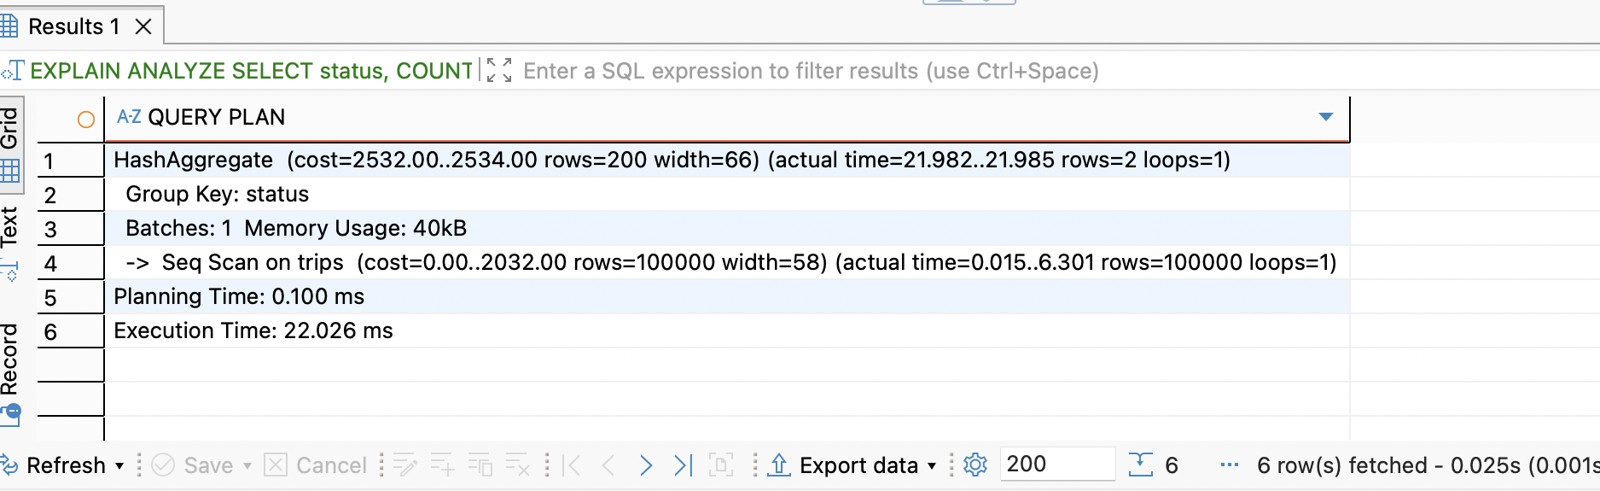 Results 1
EXPLAIN ANALYZE SELECT status, COUNT Enter a SQL expression to filter results (use Ctrl+Space)
Grid
Text
Record
A-Z QUERY PLAN
1 HashAggregate (cost=2532.00..2534.00 rows=200 width=66) (actual time=21.982..21.985 rows=2 loops=1)
2 Group Key: status
3 Batches: 1 Memory Usage: 40kB
4 -> Seq Scan on trips (cost=0.00..2032.00 rows=100000 width=58) (actual time=0.015..6.301 rows=100000 loops=1)
5 Planning Time: 0.100 ms
6 Execution Time: 22.026 ms
Refresh Save Cancel Export data 200 6 ... 6 row(s) fetched - 0.025s (0.001s